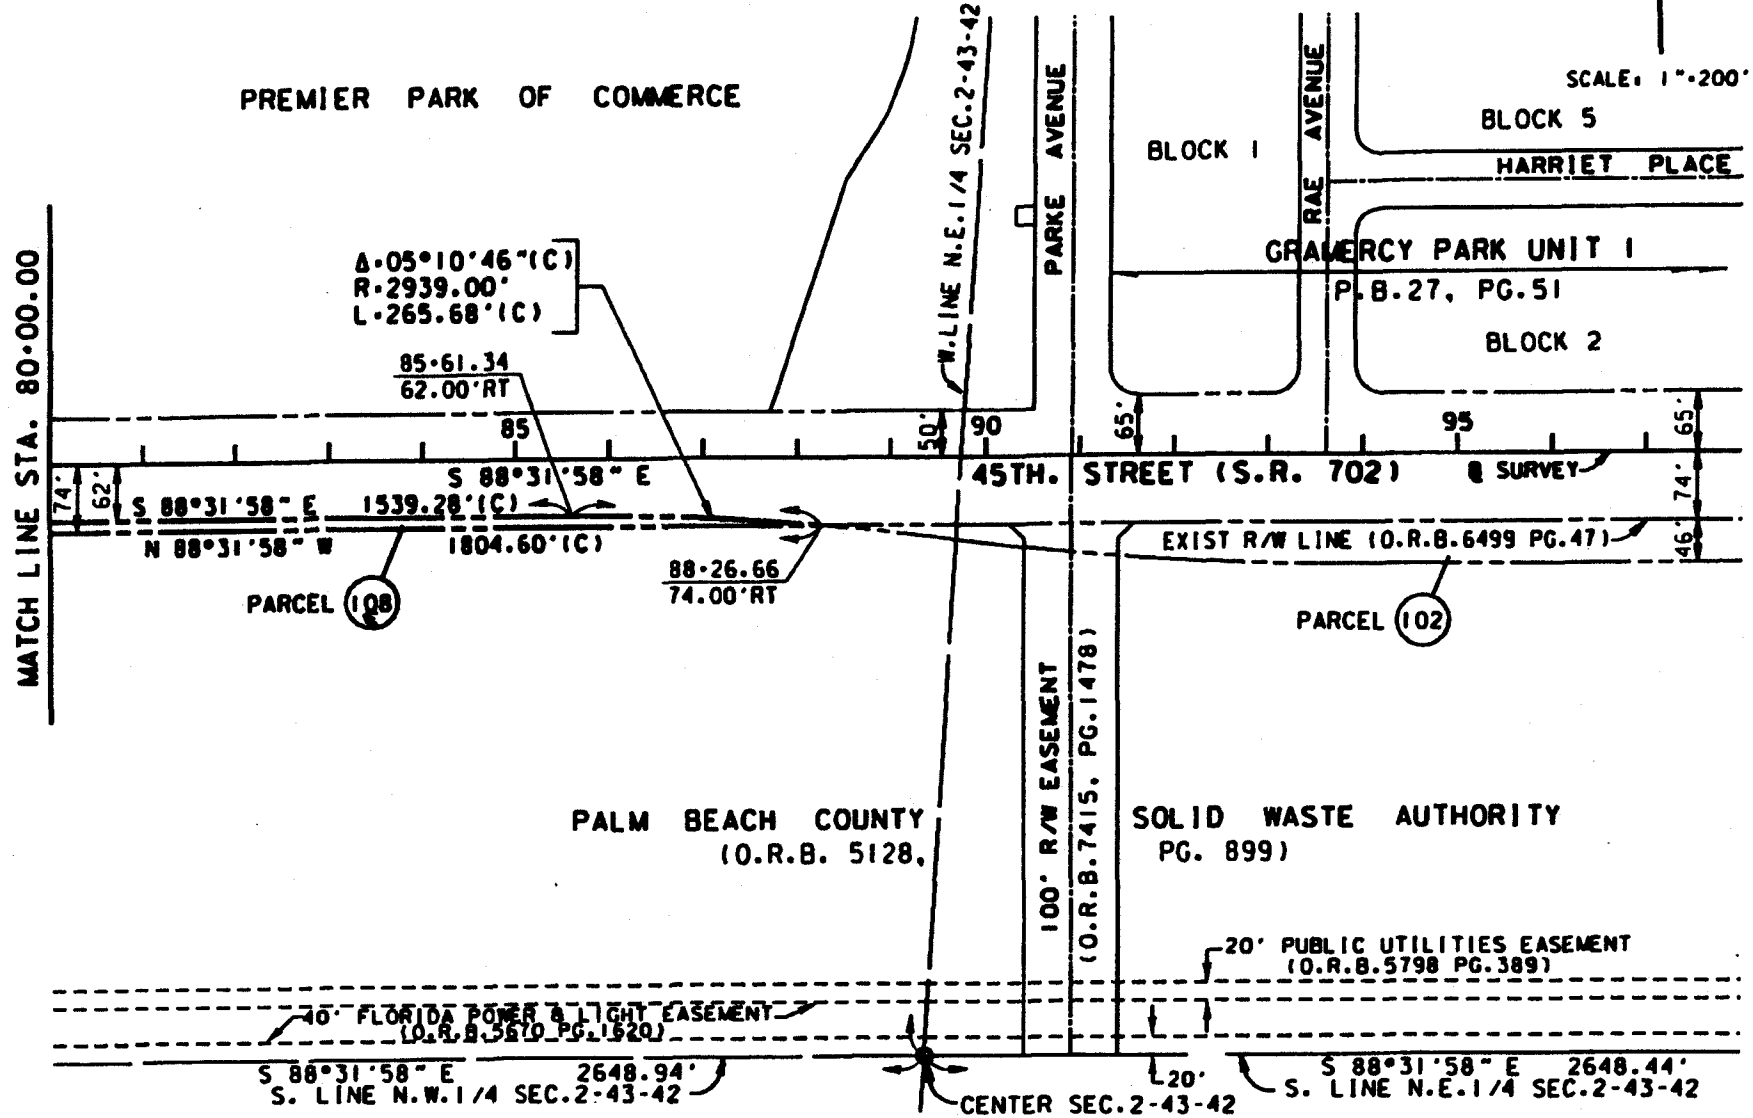 PREMIER PARK OF COMMERCE
W.LINE N.E.1/4 SEC.2-43-42
PARKE AVENUE
BLOCK 1
RAE AVENUE
SCALE: 1"=200'
BLOCK 5
HARRIET PLACE
GRAMERCY PARK UNIT 1
P.B.27, PG.51
BLOCK 2
MATCH LINE STA. 80+00.00
Δ=05°10'46"(C)
R=2939.00'
L=265.68'(C)
85+61.34
62.00'RT
85
50'
90
65'
95
65'
74'
62'
S 88°31'58" E
45TH. STREET (S.R. 702)
SURVEY
74'
S 88°31'58" E 1539.28'(C)
N 88°31'58" W 1804.60'(C)
EXIST R/W LINE (O.R.B.6499 PG.47)
46'
88+26.66
74.00'RT
PARCEL 108
PARCEL 102
100' R/W EASEMENT
(O.R.B.7415, PG.1478)
PALM BEACH COUNTY
(O.R.B. 5128,
SOLID WASTE AUTHORITY
PG. 899)
20' PUBLIC UTILITIES EASEMENT
(O.R.B.5798 PG.389)
40' FLORIDA POWER & LIGHT EASEMENT
(O.R.B.5670 PG.1620)
S 88°31'58" E 2648.94'
S. LINE N.W.1/4 SEC.2-43-42
20'
S 88°31'58" E 2648.44'
S. LINE N.E.1/4 SEC.2-43-42
CENTER SEC.2-43-42